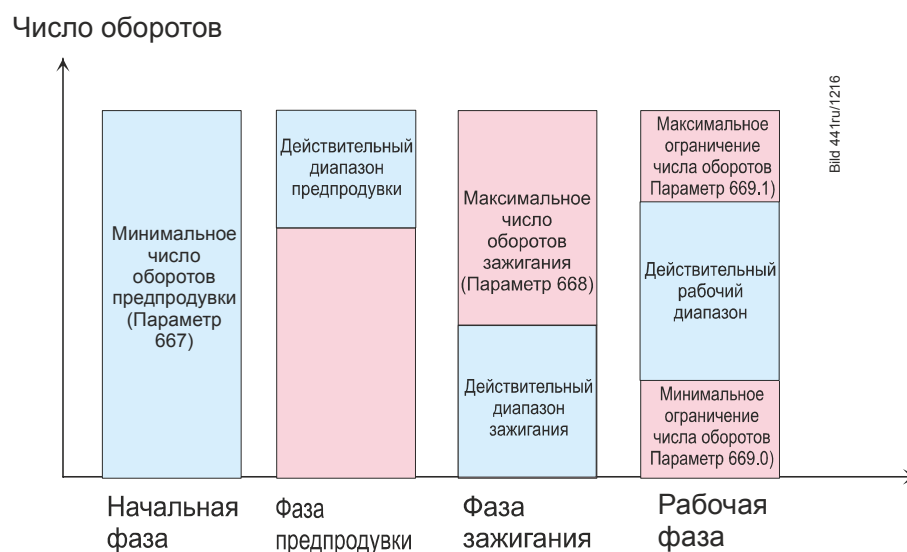 Число оборотов
Минимальное
число
оборотов
предпродувки
(Параметр
667)
Действительный
диапазон
предпродувки
Максимальное
число
оборотов
зажигания
(Параметр 668)
Действительный
диапазон
зажигания
Максимальное
ограничение
числа оборотов
Параметр 669.1)
Действительный
рабочий
диапазон
Минимальное
ограничение
числа оборотов
Параметр 669.0)
Bild 441ru/1216
Начальная
фаза
Фаза
предпродувки
Фаза
зажигания
Рабочая
фаза